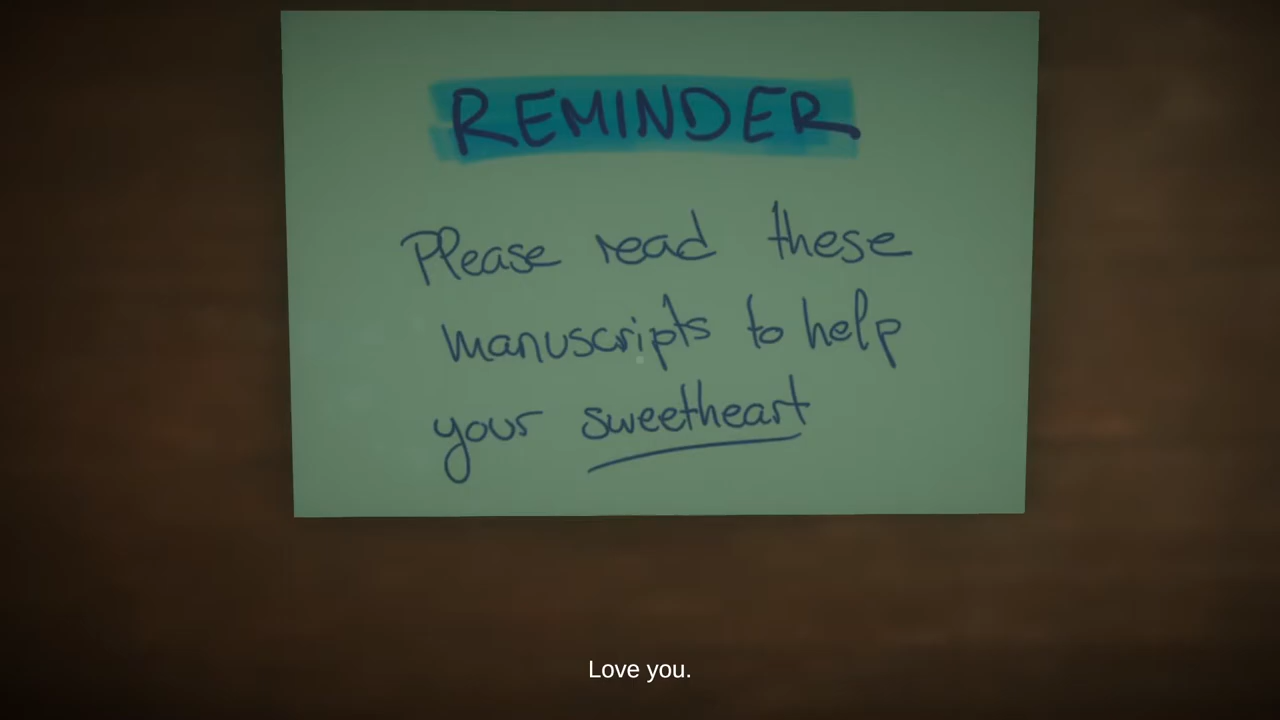 REMINDER
Please read these
manuscripts to help
your sweetheart
Love you.